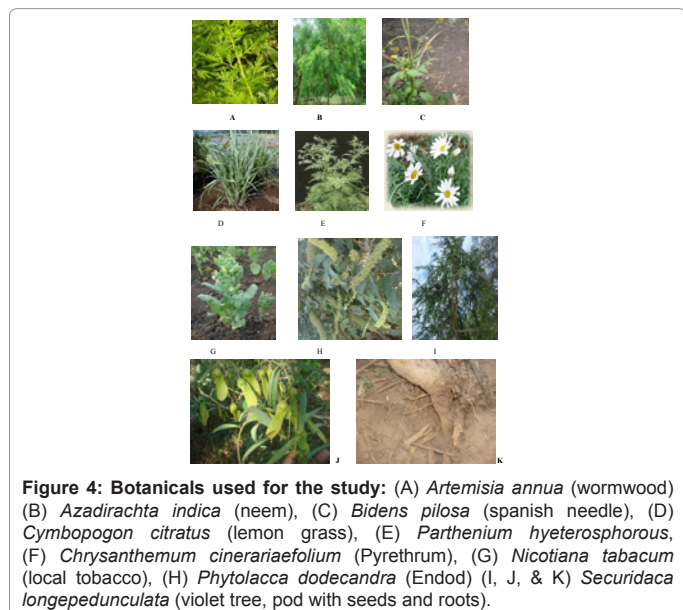 A B C
D E F
G H I
J K
Figure 4: Botanicals used for the study: (A) Artemisia annua (wormwood)
(B) Azadirachta indica (neem), (C) Bidens pilosa (spanish needle), (D)
Cymbopogon citratus (lemon grass), (E) Parthenium hyeterosphorous,
(F) Chrysanthemum cinerariaefolium (Pyrethrum), (G) Nicotiana tabacum
(local tobacco), (H) Phytolacca dodecandra (Endod) (I, J, & K) Securidaca
longepedunculata (violet tree, pod with seeds and roots).